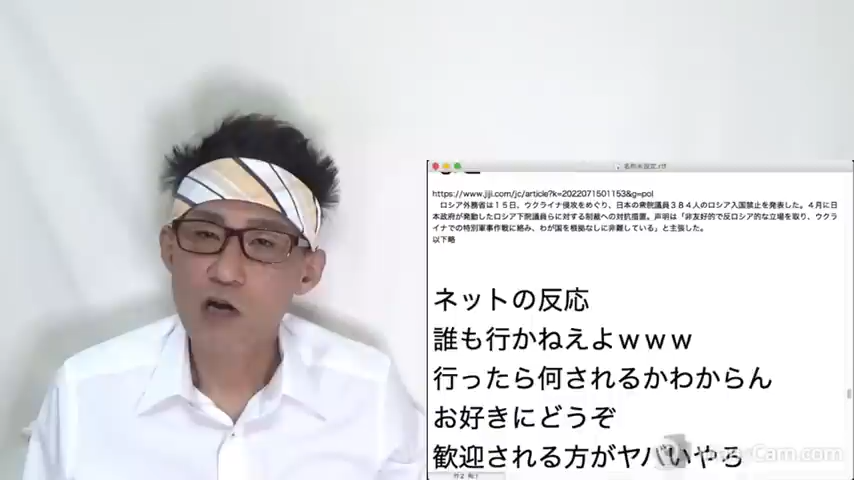 名称未設定.rtf
https://www.jiji.com/jc/article?k=2022071501153&g=pol
ロシア外務省は１５日、ウクライナ侵攻をめぐり、日本の衆院議員３８４人のロシア入国禁止を発表した。４月に日
本政府が発動したロシア下院議員らに対する制裁への対抗措置。声明は「非友好的で反ロシア的な立場を取り、ウクラ
イナでの特別軍事作戦に絡み、わが国を根拠なしに非難している」と主張した。
以下略
ネットの反応
誰も行かねえよｗｗｗ
行ったら何されるかわからん
お好きにどうぞ
歓迎される方がヤバいやろ
Cam.com